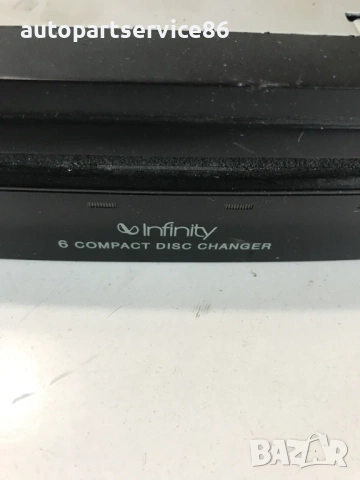 autopartservice86
Infinity
6 COMPACT DISC CHANGER
BAZAR